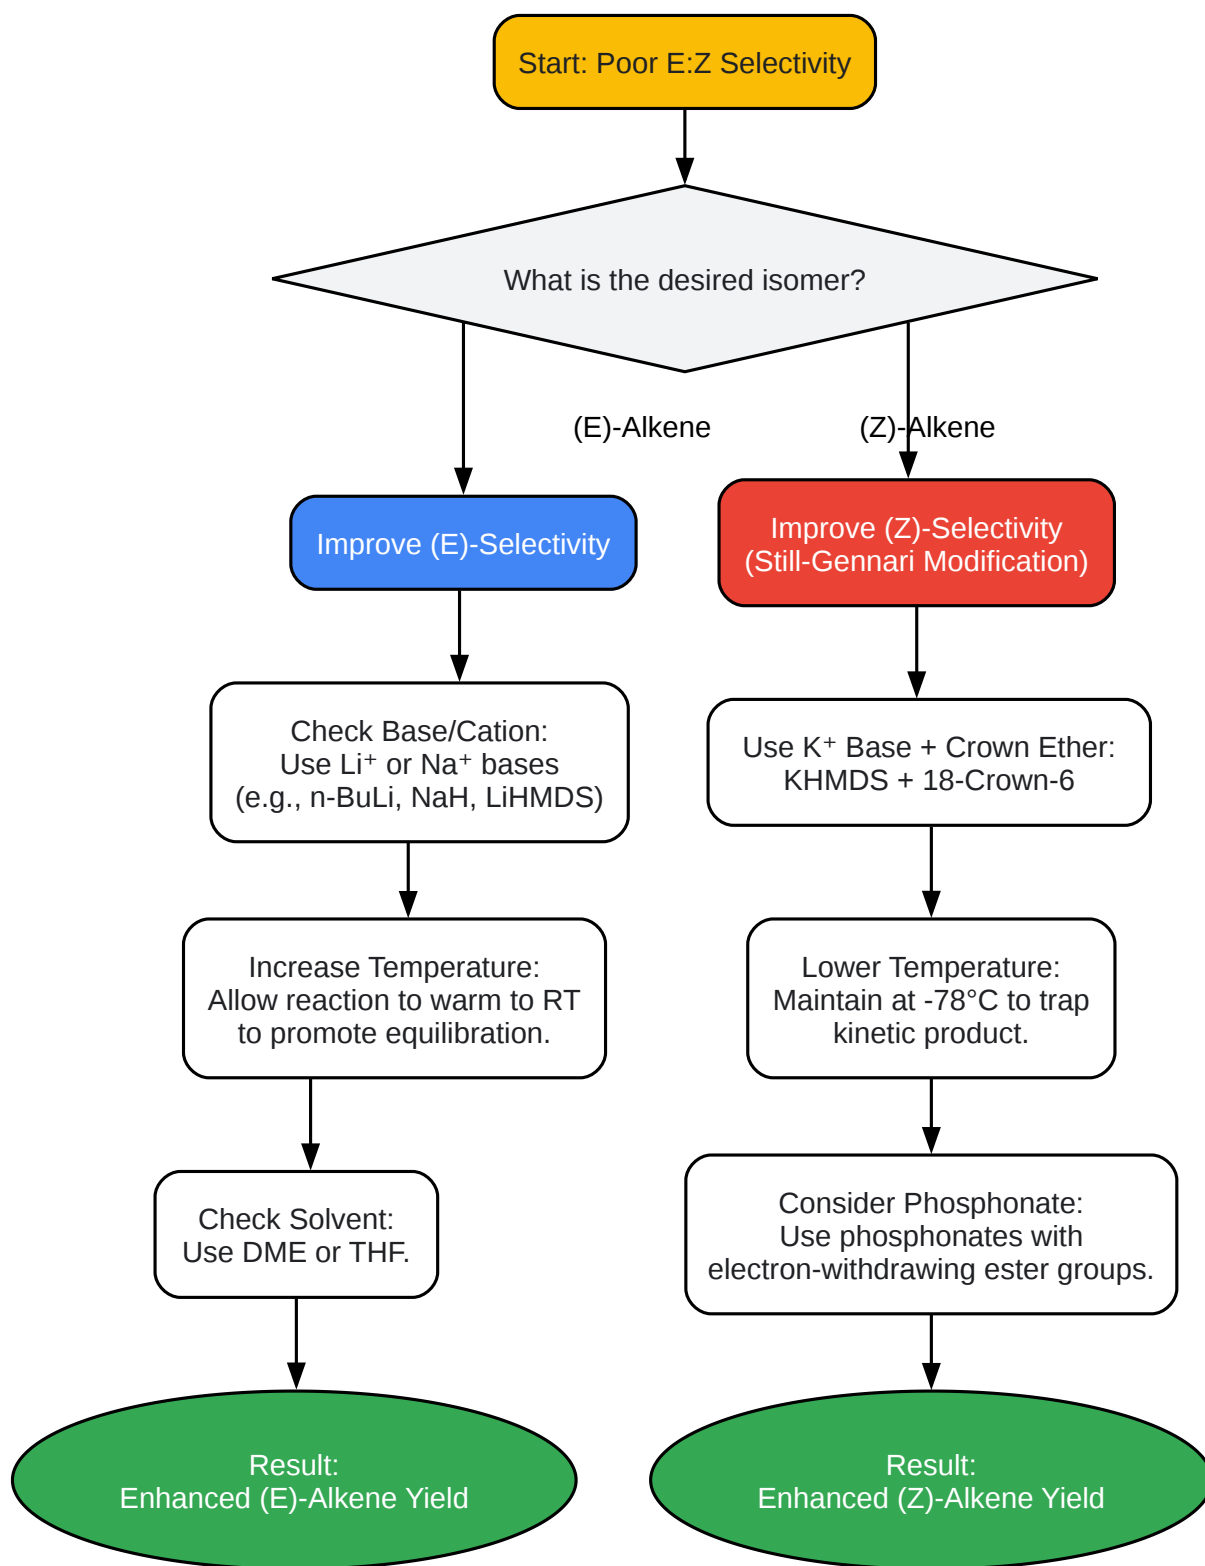 Start: Poor E:Z Selectivity
What is the desired isomer?
(E)-Alkene
(Z)-Alkene
Improve (E)-Selectivity
Improve (Z)-Selectivity
(Still-Gennari Modification)
Check Base/Cation:
Use Li⁺ or Na⁺ bases
(e.g., n-BuLi, NaH, LiHMDS)
Use K⁺ Base + Crown Ether:
KHMDS + 18-Crown-6
Increase Temperature:
Allow reaction to warm to RT
to promote equilibration.
Lower Temperature:
Maintain at -78°C to trap
kinetic product.
Check Solvent:
Use DME or THF.
Consider Phosphonate:
Use phosphonates with
electron-withdrawing ester groups.
Result:
Enhanced (E)-Alkene Yield
Result:
Enhanced (Z)-Alkene Yield